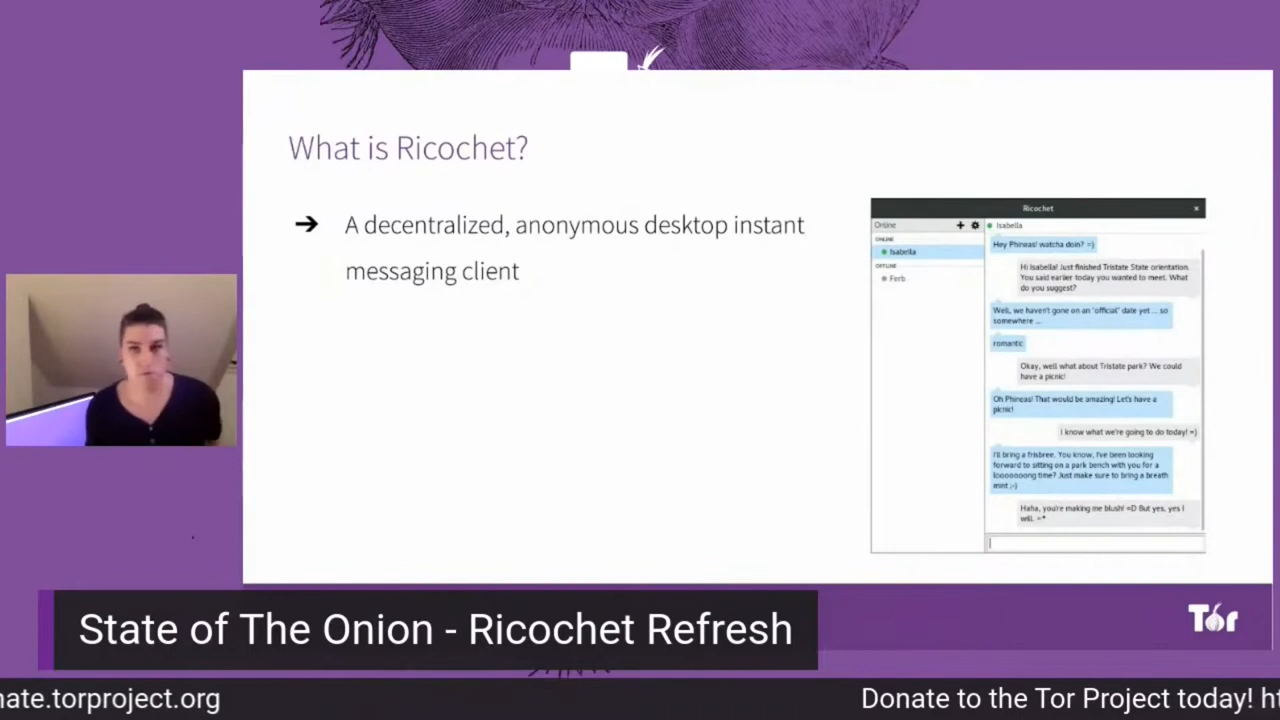 What is Ricochet?
➔ A decentralized, anonymous desktop instant
messaging client
Ricochet ×
Online + 
Isabella
ONLINE
Isabella
OFFLINE
Ferb
Hey Phineas! watcha doin? =)
Hi Isabella! Just finished Tristate State orientation.
You said earlier today you wanted to meet. What
do you suggest?
Well, we haven't gone on an "official" date yet ... so
somewhere ...
romantic
Okay, well what about Tristate park? We could
have a picnic!
Oh Phineas! That would be amazing! Let's have a
picnic!
I know what we're going to do today! =)
I'll bring a frisbree. You know, I've been looking
forward to sitting on a park bench with you for a
looooooong time? Just make sure to bring a breath
mint ;-)
Haha, you're making me blush! =D But yes, yes I
will. =*
Tor
State of The Onion - Ricochet Refresh
nate.torproject.org
Donate to the Tor Project today! ht